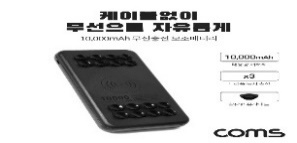 케이블없이
무선으로 자유롭게
10,000mAh 무선충전 보조배터리
10,000mAh
x3
coms